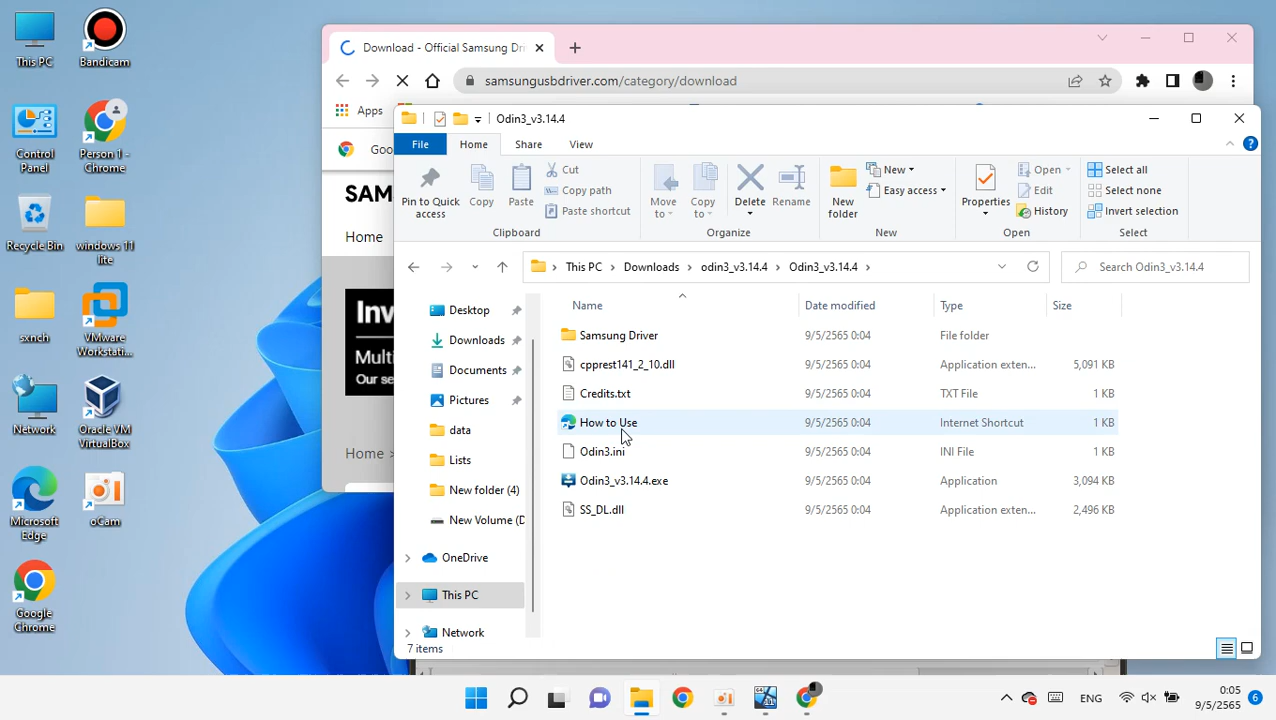 This PC
Bandicam
Control
Panel
Person 1 -
Chrome
Recycle Bin
windows 11
lite
sxnch
VMware
Workstati...
Network
Oracle VM
VirtualBox
Microsoft
Edge
oCam
Google
Chrome
Download - Official Samsung Dri
samsungusbdriver.com/category/download
Apps
Goo
SAM
Home
Inv
Multi
Our se
Home >
Odin3_v3.14.4
File
Home
Share
View
Pin to Quick
access
Copy
Paste
Cut
Copy path
Paste shortcut
Move
to
Copy
to
Delete
Rename
New
folder
New
Easy access
Properties
Open
Edit
History
Select all
Select none
Invert selection
Clipboard
Organize
New
Open
Select
This PC > Downloads > odin3_v3.14.4 > Odin3_v3.14.4 >
Search Odin3_v3.14.4
Desktop
Downloads
Documents
Pictures
data
Lists
New folder (4)
New Volume (D
OneDrive
This PC
Network
Name Date modified Type Size
Samsung Driver 9/5/2565 0:04 File folder
cpprest141_2_10.dll 9/5/2565 0:04 Application exten... 5,091 KB
Credits.txt 9/5/2565 0:04 TXT File 1 KB
How to Use 9/5/2565 0:04 Internet Shortcut 1 KB
Odin3.ini 9/5/2565 0:04 INI File 1 KB
Odin3_v3.14.4.exe 9/5/2565 0:04 Application 3,094 KB
SS_DL.dll 9/5/2565 0:04 Application exten... 2,496 KB
7 items
ENG
0:05
9/5/2565
6